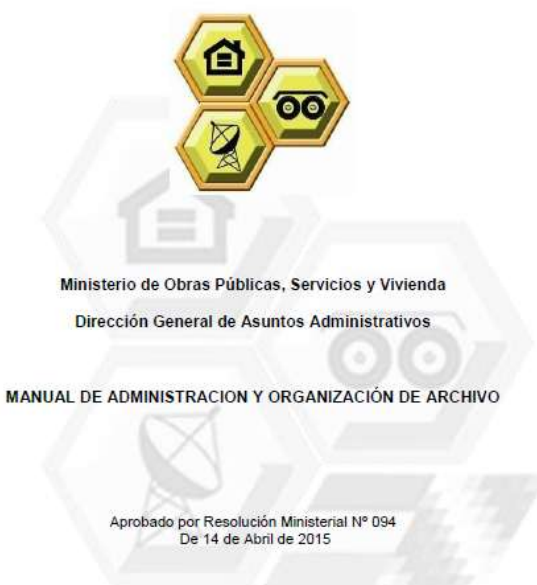 Ministerio de Obras Públicas, Servicios y Vivienda
Dirección General de Asuntos Administrativos
MANUAL DE ADMINISTRACION Y ORGANIZACIÓN DE ARCHIVO
Aprobado por Resolución Ministerial Nº 094
De 14 de Abril de 2015